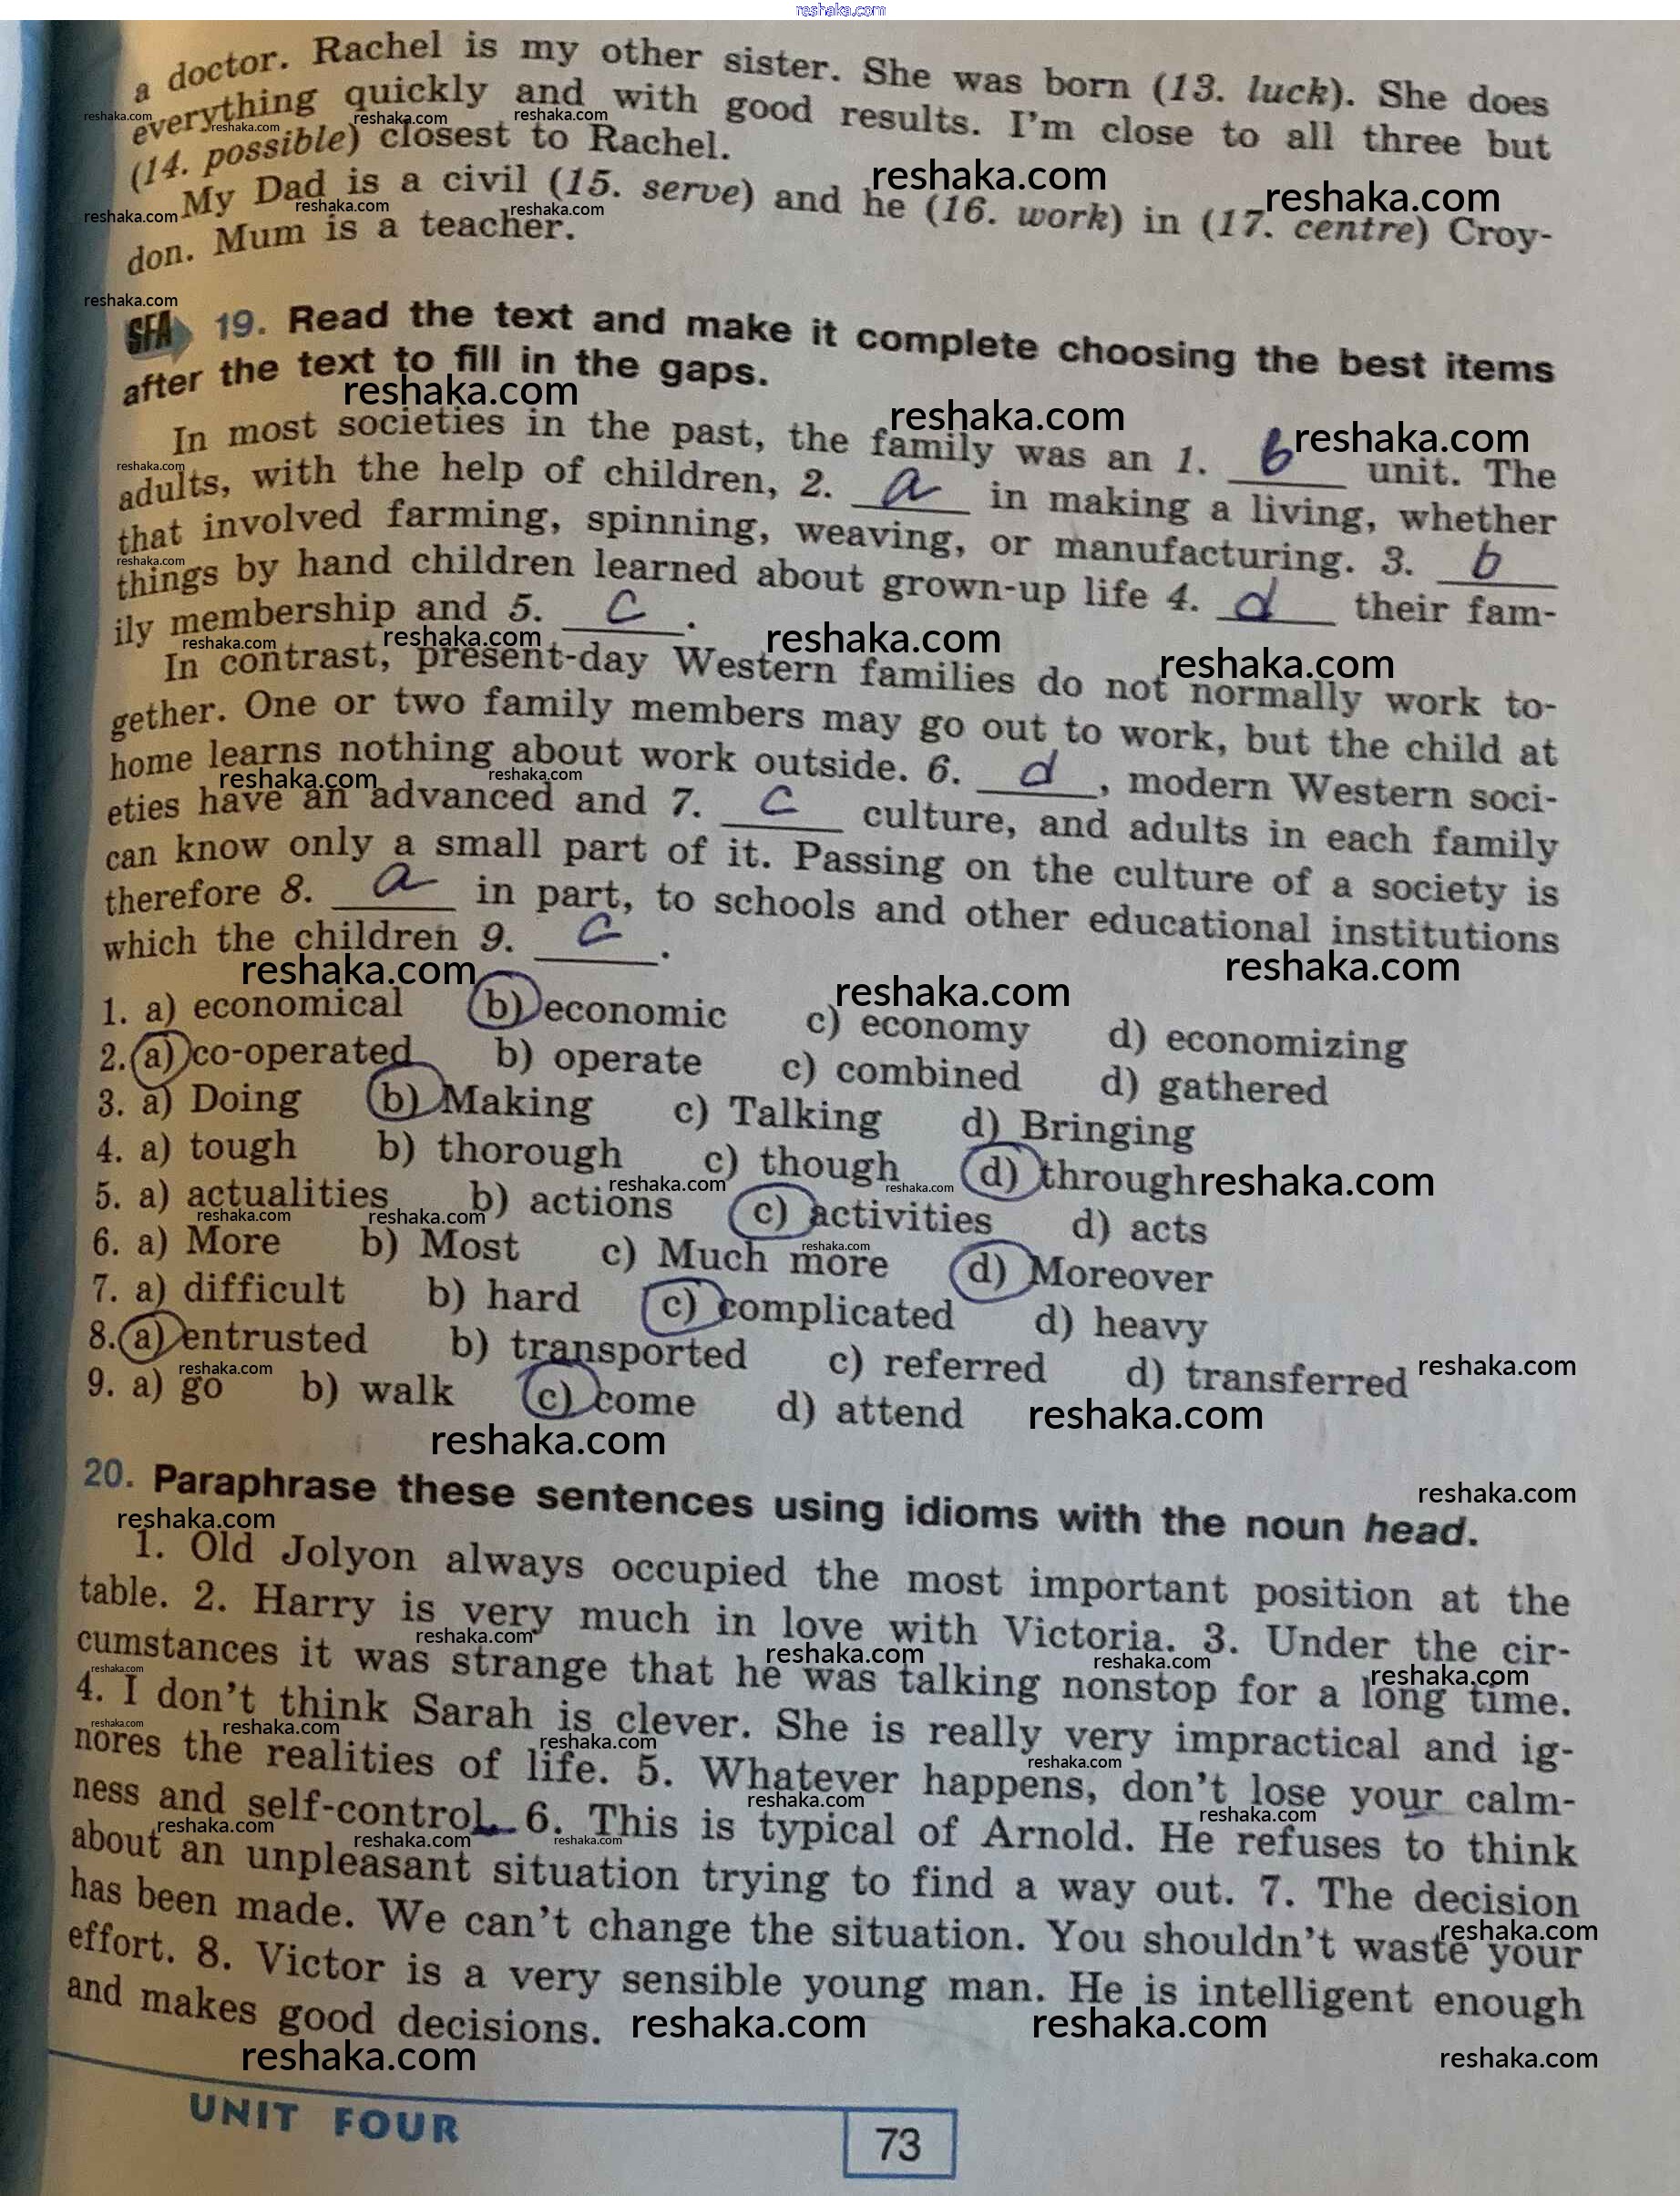 reshaka.com
a doctor. Rachel is my other sister. She was born (13. luck). She does
everything quickly and with good results. I'm close to all three but
(14. possible) closest to Rachel.
My Dad is a civil (15. serve) and he (16. work) in (17. centre) Croy-
don. Mum is a teacher.
SFA 19. Read the text and make it complete choosing the best items
after the text to fill in the gaps.
In most societies in the past, the family was an 1. b unit. The
adults, with the help of children, 2. a in making a living, whether
that involved farming, spinning, weaving, or manufacturing. 3. b
things by hand children learned about grown-up life 4. d their fam-
ily membership and 5. c.
In contrast, present-day Western families do not normally work to-
gether. One or two family members may go out to work, but the child at
home learns nothing about work outside. 6. d, modern Western soci-
eties have an advanced and 7. c culture, and adults in each family
can know only a small part of it. Passing on the culture of a society is
therefore 8. a in part, to schools and other educational institutions
which the children 9. c.
1. a) economical b) economic c) economy d) economizing
2. a) co-operated b) operate c) combined d) gathered
3. a) Doing b) Making c) Talking d) Bringing
4. a) tough b) thorough c) though d) through
5. a) actualities b) actions c) activities d) acts
6. a) More b) Most c) Much more d) Moreover
7. a) difficult b) hard c) complicated d) heavy
8. a) entrusted b) transported c) referred d) transferred
9. a) go b) walk c) come d) attend
20. Paraphrase these sentences using idioms with the noun head.
1. Old Jolyon always occupied the most important position at the
table. 2. Harry is very much in love with Victoria. 3. Under the cir-
cumstances it was strange that he was talking nonstop for a long time.
4. I don't think Sarah is clever. She is really very impractical and ig-
nores the realities of life. 5. Whatever happens, don't lose your calm-
ness and self-control. 6. This is typical of Arnold. He refuses to think
about an unpleasant situation trying to find a way out. 7. The decision
has been made. We can't change the situation. You shouldn't waste your
effort. 8. Victor is a very sensible young man. He is intelligent enough
and makes good decisions.
UNIT FOUR
73